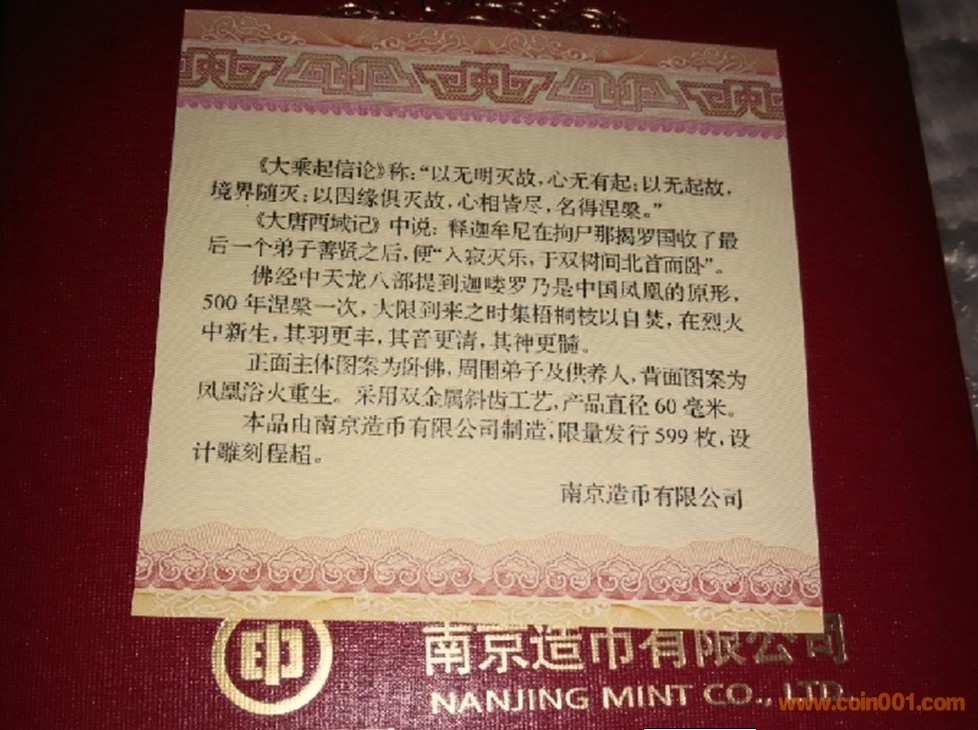 《大乘起信论》称：“以无明灭故，心无有起；以无起故，
境界随灭；以因缘俱灭故，心相皆尽，名得涅槃。”
《大唐西域记》中说：释迦牟尼在拘尸那揭罗国收了最
后一个弟子善贤之后，便“入寂灭乐，于双树间北首而卧”。
佛经中天龙八部提到迦喽罗乃是中国凤凰的原形，
500年涅槃一次，大限到来之时集梧桐枝以自焚，在烈火
中新生，其羽更丰，其音更清，其神更髓。
正面主体图案为卧佛，周围弟子及供养人，背面图案为
凤凰浴火重生。采用双金属斜齿工艺，产品直径60毫米。
本品由南京造币有限公司制造，限量发行599枚，设
计雕刻程超。
南京造币有限公司
南京造币有限公司
NANJING MINT CO., LTD.
www.coin001.com